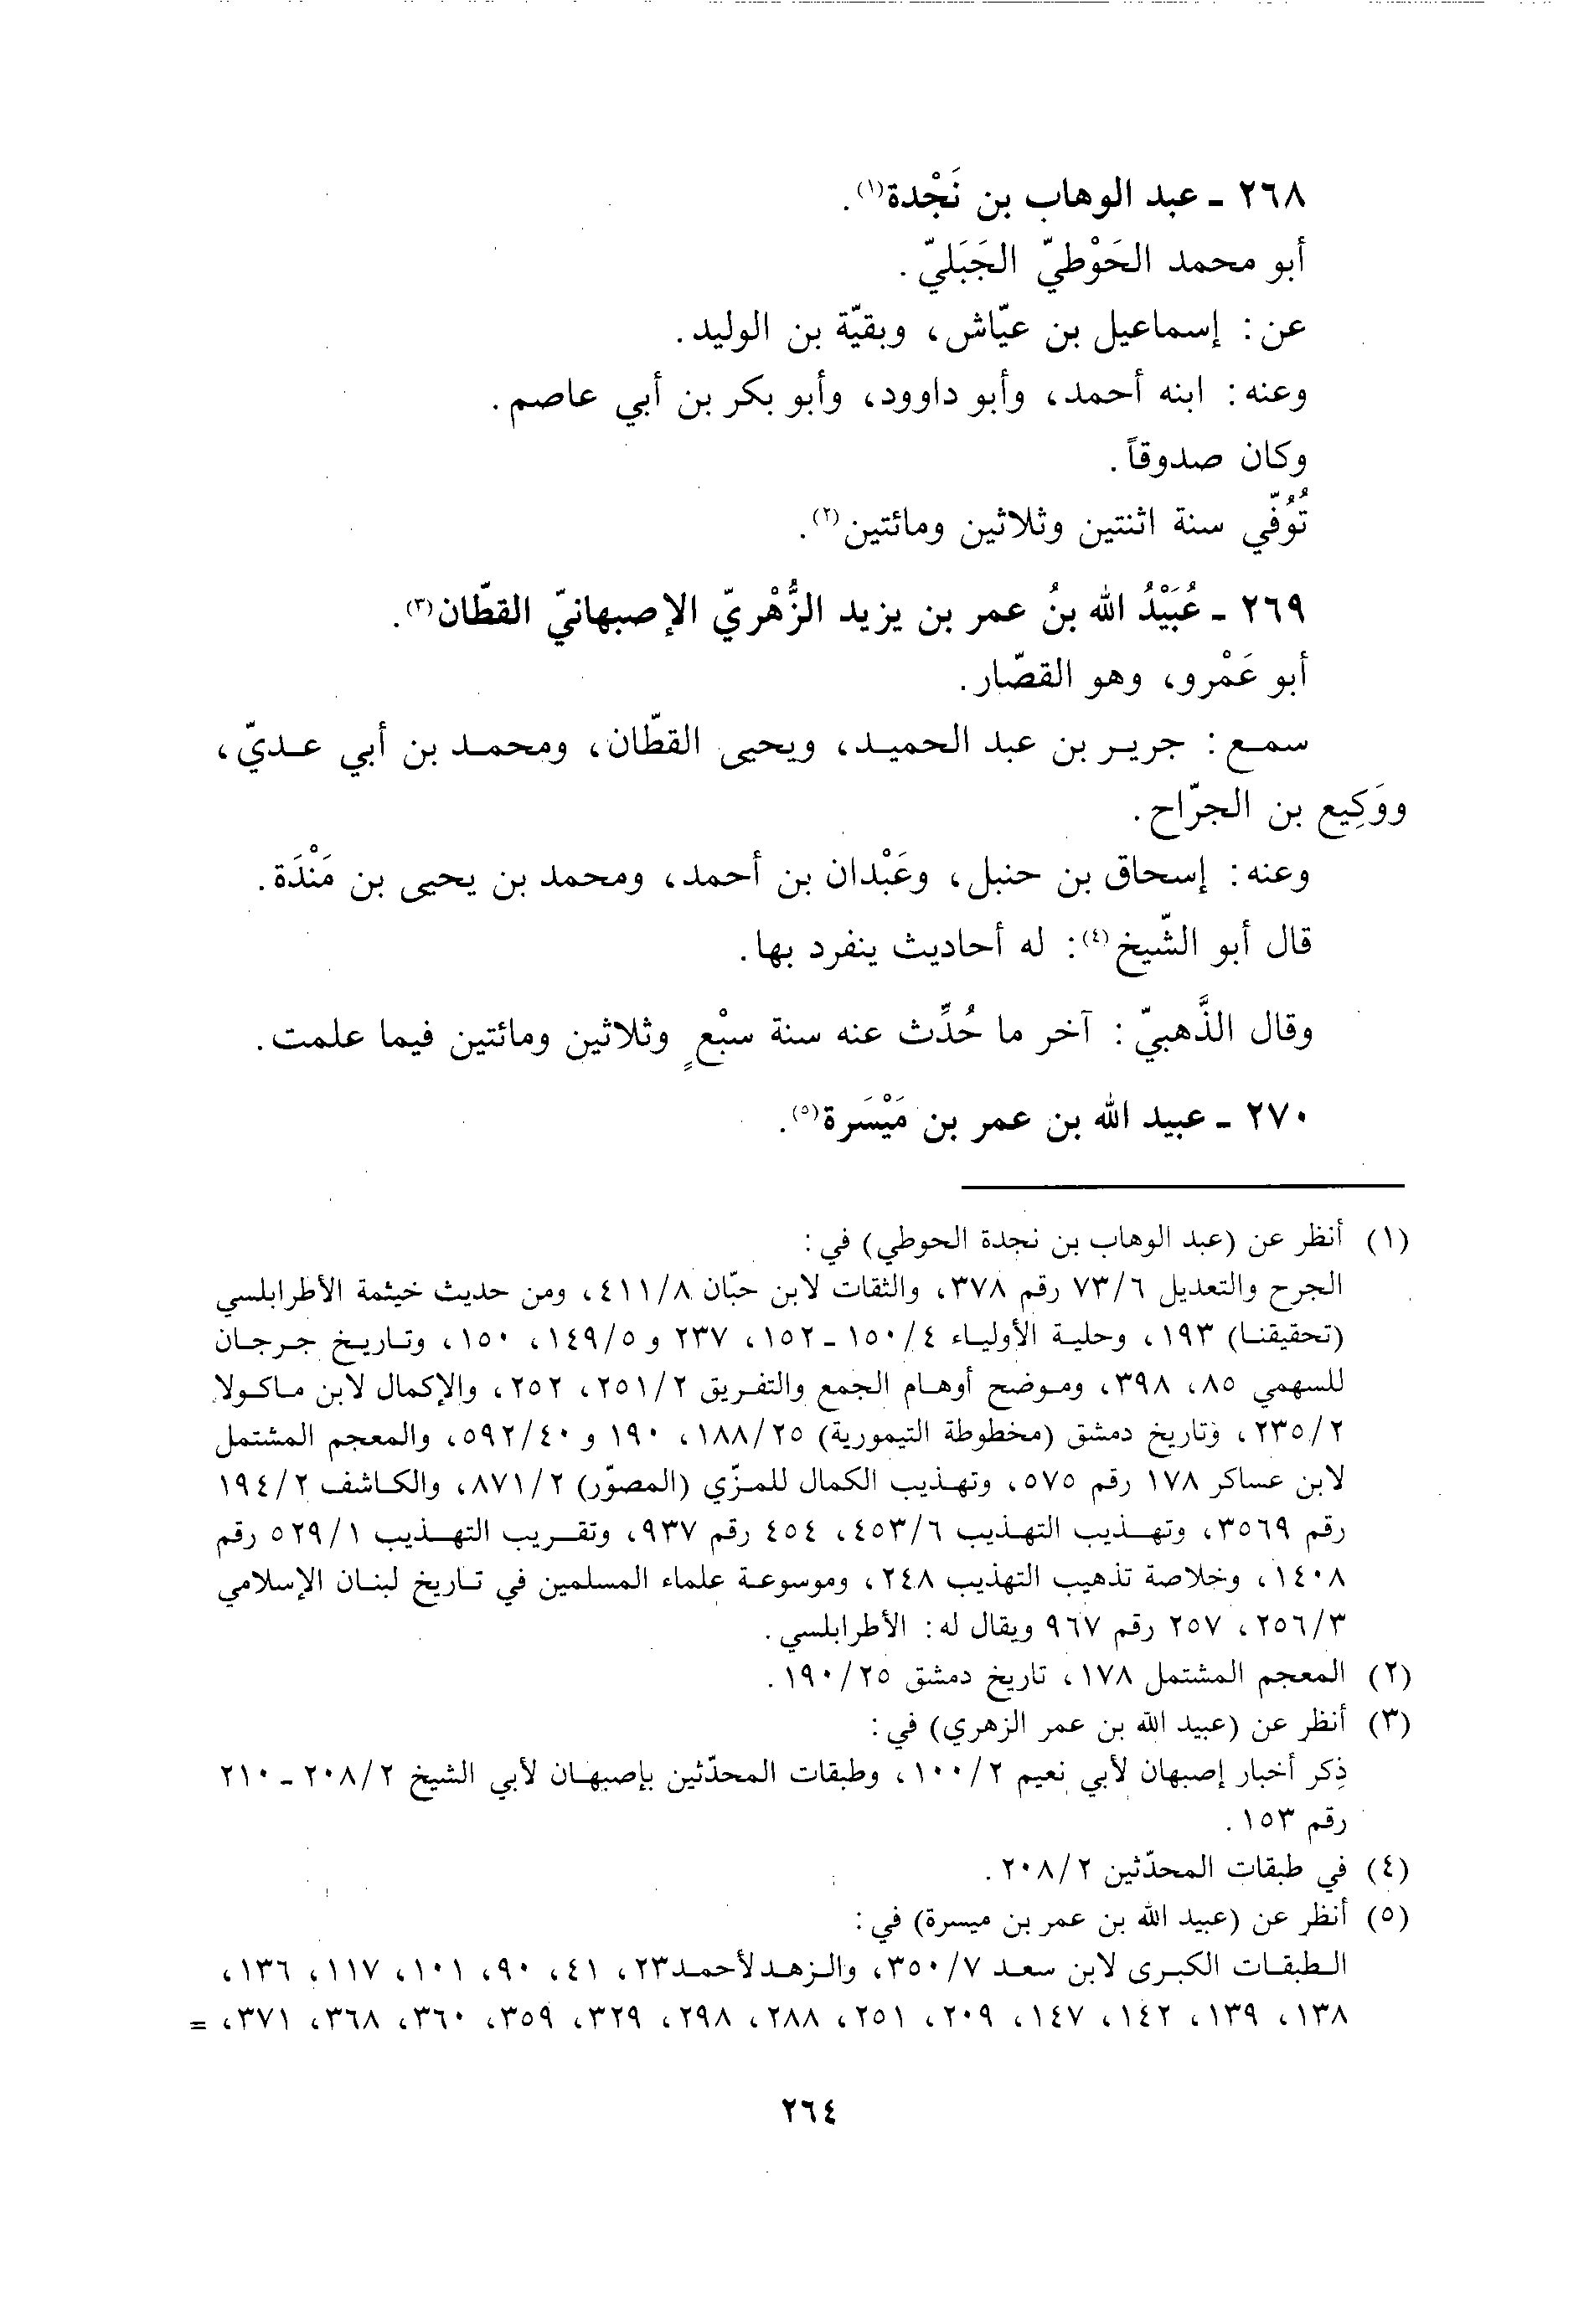 ٢٦٨ ـ عبد الوهاب بن نَجْدة(١).
أبو محمد الحَوْطيّ الجَبَليّ.
عن: إسماعيل بن عيّاش، وبقيّة بن الوليد.
وعنه: ابنه أحمد، وأبو داوود، وأبو بكر بن أبي عاصم.
وكان صدوقاً.
تُوُفّي سنة اثنتين وثلاثين ومائتين(٢).
٢٦٩ ـ عُبَيْدُ الله بنُ عمر بن يزيد الزُّهْريّ الإصبهانيّ القطّان(٣).
أبو عَمْرو، وهو القصّار.
سمع: جرير بن عبد الحميد، ويحيى القطّان، ومحمد بن أبي عديّ،
ووَكِيع بن الجرّاح.
وعنه: إسحاق بن حنبل، وعَبْدان بن أحمد، ومحمد بن يحيى بن مَنْدَة.
قال أبو الشّيخ(٤): له أحاديث ينفرد بها.
وقال الذَّهبيّ: آخر ما حُدِّث عنه سنة سبْعٍ وثلاثين ومائتين فيما علمت.
٢٧٠ ـ عبيد الله بن عمر بن مَيْسَرة(٥).
(١) أنظر عن (عبد الوهاب بن نجدة الحوطي) في:
الجرح والتعديل ٧٣/٦ رقم ٣٧٨، والثقات لابن حبّان ٤١١/٨، ومن حديث خيثمة الأطرابلسي
(تحقيقنا) ١٩٣، وحلية الأولياء ١٥٠/٤ ـ ١٥٢، ٢٣٧ و ١٤٩/٥، ١٥٠، وتاريخ جرجان
للسهمي ٨٥، ٣٩٨، وموضح أوهام الجمع والتفريق ٢٥١/٢، ٢٥٢، والإكمال لابن ماكولا
٢٣٥/٢، وتاريخ دمشق (مخطوطة التيمورية) ١٨٨/٢٥، ١٩٠ و ٥٩٢/٤٠، والمعجم المشتمل
لابن عساكر ١٧٨ رقم ٥٧٥، وتهذيب الكمال للمزّي (المصوّر) ٨٧١/٢، والكاشف ١٩٤/٢
رقم ٣٥٦٩، وتهذيب التهذيب ٤٥٣/٦، ٤٥٤ رقم ٩٣٧، وتقريب التهذيب ٥٢٩/١ رقم
١٤٠٨، وخلاصة تذهيب التهذيب ٢٤٨، وموسوعة علماء المسلمين في تاريخ لبنان الإسلامي
٢٥٦/٣، ٢٥٧ رقم ٩٦٧ ويقال له: الأطرابلسي.
(٢) المعجم المشتمل ١٧٨، تاريخ دمشق ١٩٠/٢٥.
(٣) أنظر عن (عبيد الله بن عمر الزهري) في:
ذِكر أخبار إصبهان لأبي نعيم ١٠٠/٢، وطبقات المحدّثين بإصبهان لأبي الشيخ ٢٠٨/٢ ـ ٢١٠
رقم ١٥٣.
(٤) في طبقات المحدّثين ٢٠٨/٢.
(٥) أنظر عن (عبيد الله بن عمر بن ميسرة) في:
الطبقات الكبرى لابن سعد ٣٥٠/٧، والزهد لأحمد ٢٣، ٤١، ٩٠، ١٠١، ١١٧، ١٣٦،
١٣٨، ١٣٩، ١٤٢، ١٤٧، ٢٠٩، ٢٥١، ٢٨٨، ٢٩٨، ٣٢٩، ٣٥٩، ٣٦٠، ٣٦٨، ٣٧١، =
٢٦٤